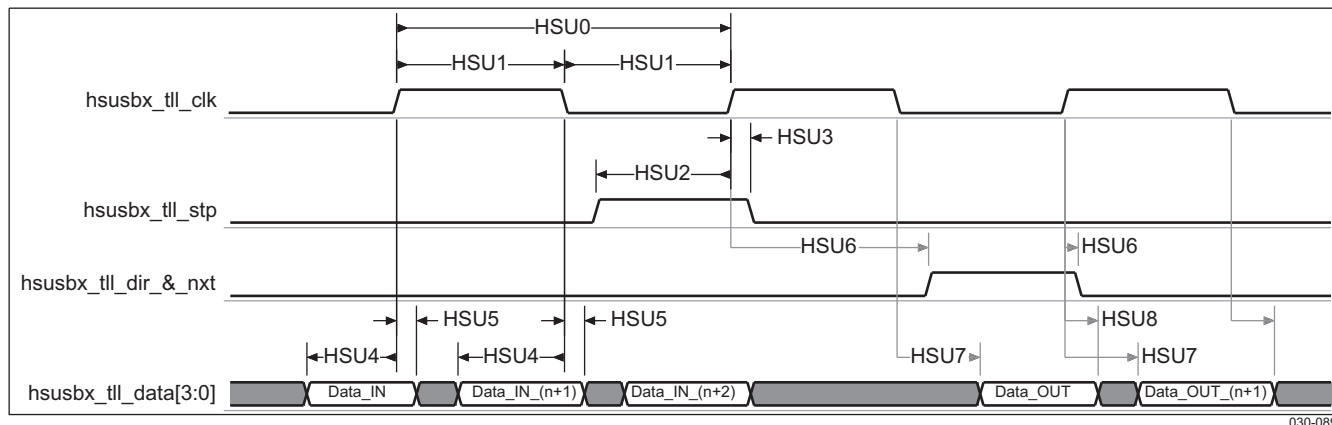 HSU0
HSU1 HSU1
hsusbx_tll_clk
HSU3
HSU2
hsusbx_tll_stp
HSU6 HSU6
hsusbx_tll_dir_&_nxt
HSU5 HSU5 HSU8
HSU4 HSU4 HSU7 HSU7
hsusbx_tll_data[3:0] Data_IN Data_IN_(n+1) Data_IN_(n+2) Data_OUT Data_OUT_(n+1)